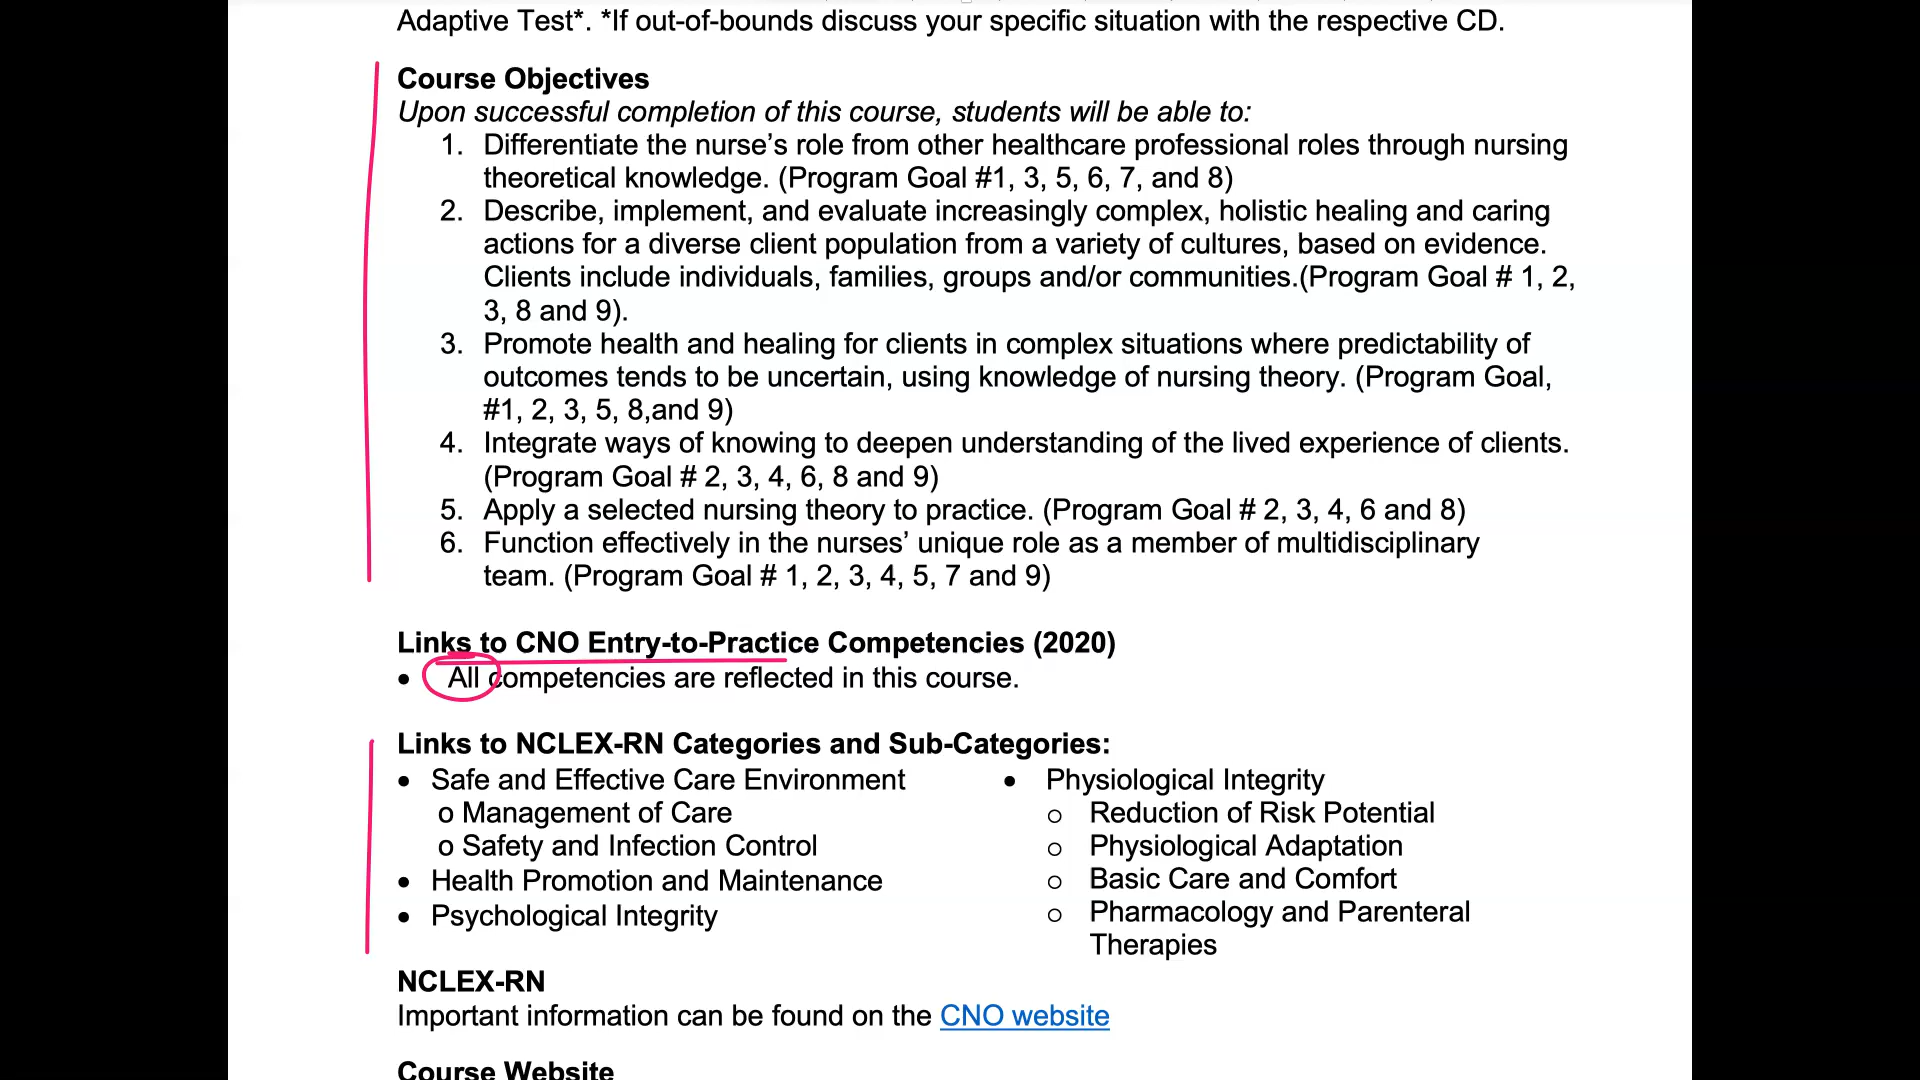 Adaptive Test*. *If out-of-bounds discuss your specific situation with the respective CD.
Course Objectives
Upon successful completion of this course, students will be able to:
1. Differentiate the nurse’s role from other healthcare professional roles through nursing
theoretical knowledge. (Program Goal #1, 3, 5, 6, 7, and 8)
2. Describe, implement, and evaluate increasingly complex, holistic healing and caring
actions for a diverse client population from a variety of cultures, based on evidence.
Clients include individuals, families, groups and/or communities.(Program Goal # 1, 2,
3, 8 and 9).
3. Promote health and healing for clients in complex situations where predictability of
outcomes tends to be uncertain, using knowledge of nursing theory. (Program Goal,
#1, 2, 3, 5, 8,and 9)
4. Integrate ways of knowing to deepen understanding of the lived experience of clients.
(Program Goal # 2, 3, 4, 6, 8 and 9)
5. Apply a selected nursing theory to practice. (Program Goal # 2, 3, 4, 6 and 8)
6. Function effectively in the nurses’ unique role as a member of multidisciplinary
team. (Program Goal # 1, 2, 3, 4, 5, 7 and 9)
Links to CNO Entry-to-Practice Competencies (2020)
• All competencies are reflected in this course.
Links to NCLEX-RN Categories and Sub-Categories:
• Safe and Effective Care Environment
o Management of Care
o Safety and Infection Control
• Health Promotion and Maintenance
• Psychological Integrity
• Physiological Integrity
o Reduction of Risk Potential
o Physiological Adaptation
o Basic Care and Comfort
o Pharmacology and Parenteral
Therapies
NCLEX-RN
Important information can be found on the CNO website
Course Website